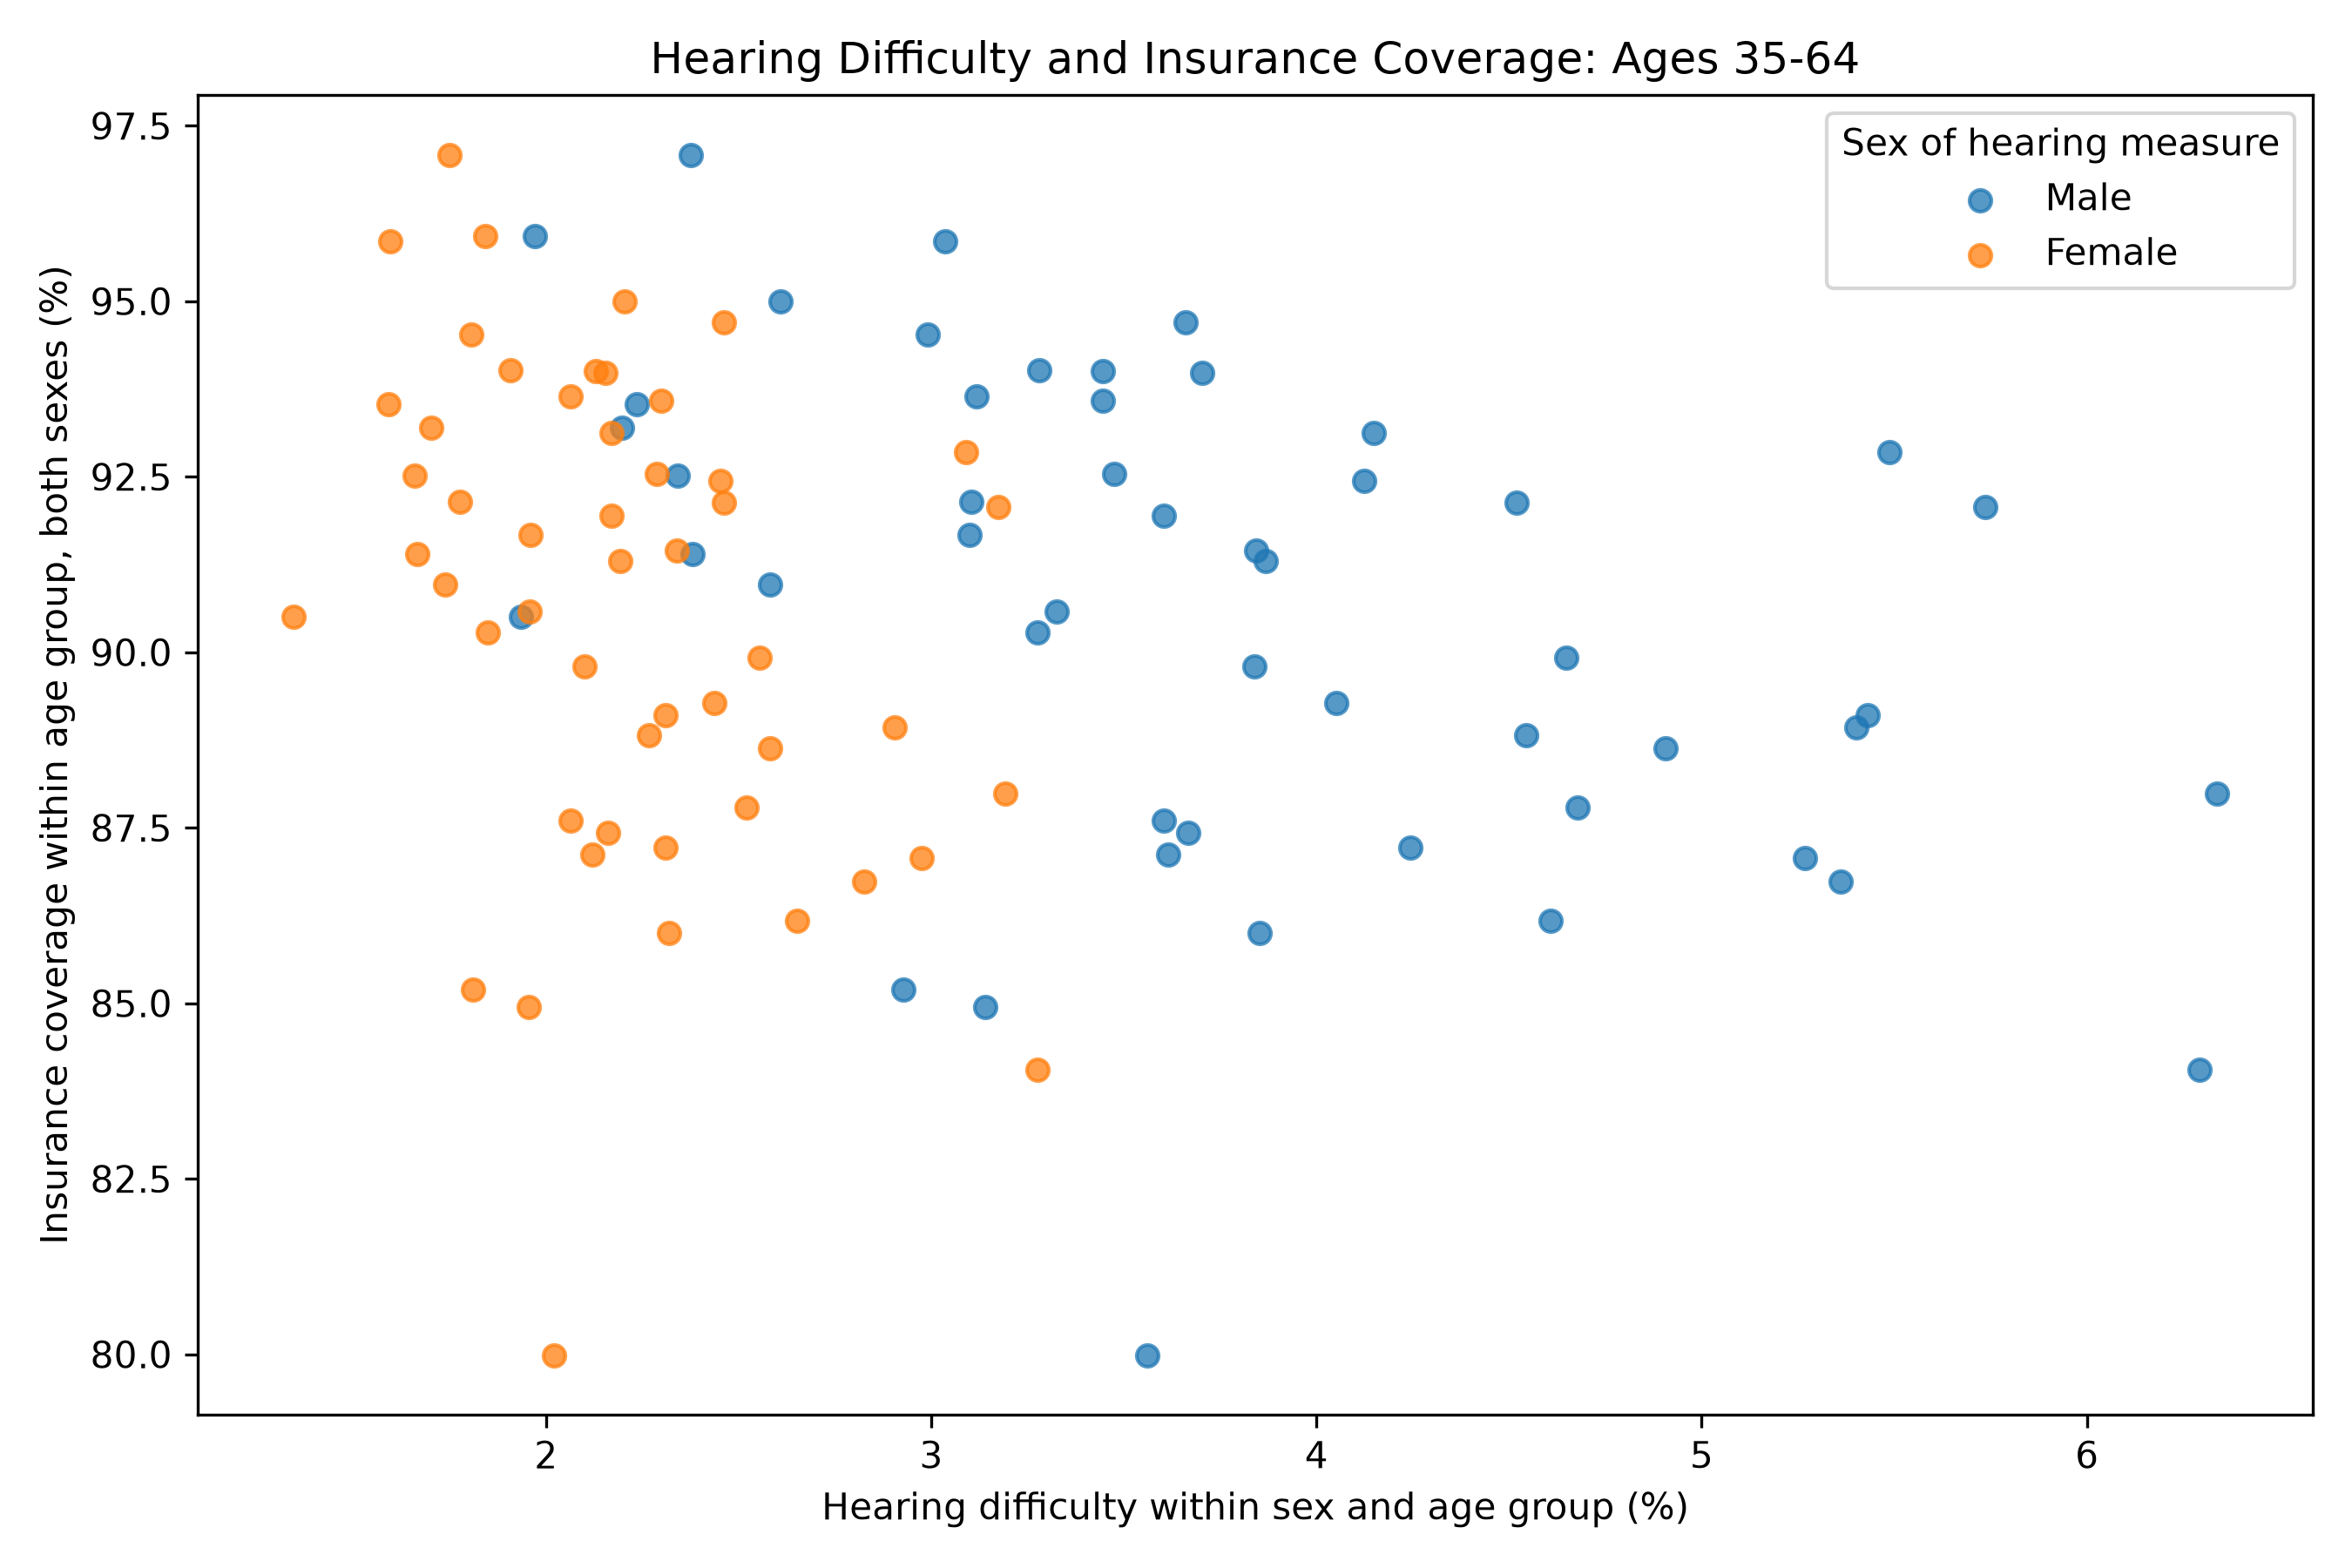 Hearing Difficulty and Insurance Coverage: Ages 35-64
Insurance coverage within age group, both sexes (%)
97.5
95.0
92.5
90.0
87.5
85.0
82.5
80.0
Sex of hearing measure
Male
Female
2 3 4 5 6
Hearing difficulty within sex and age group (%)